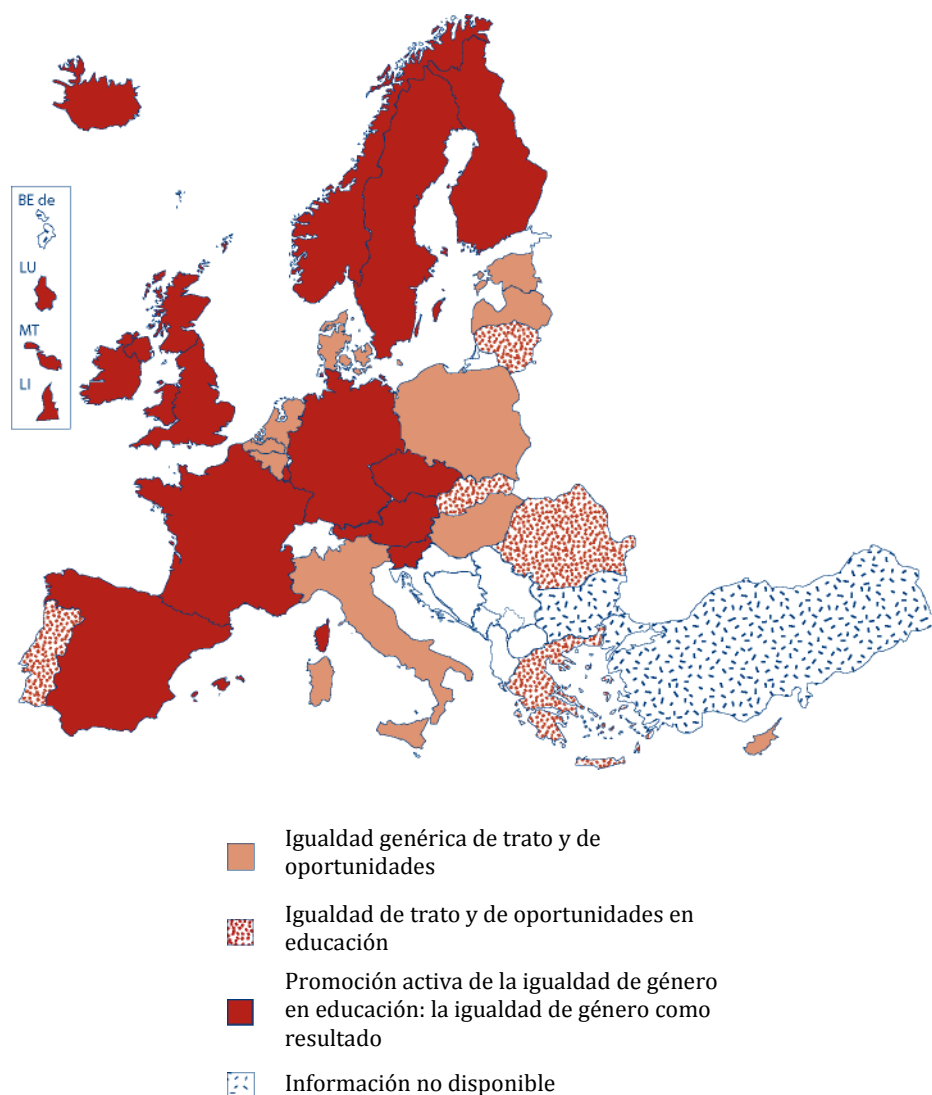 BE de
LU
MT
LI
Igualdad genérica de trato y de
oportunidades
Igualdad de trato y de oportunidades en
educación
Promoción activa de la igualdad de género
en educación: la igualdad de género como
resultado
Información no disponible